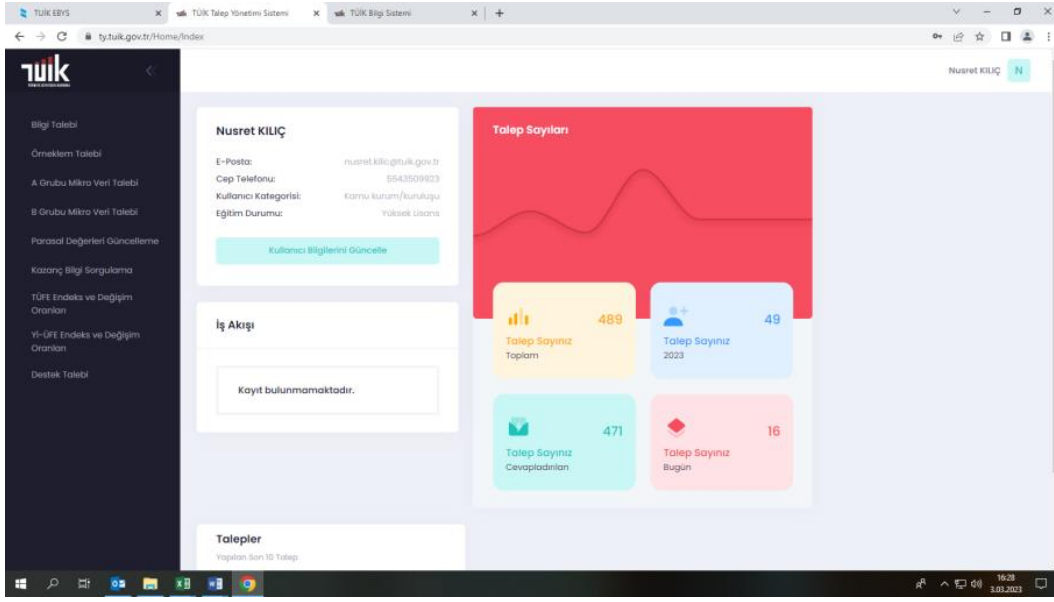 TUİK EBYS
TÜİK Talep Yönetimi Sistemi
TÜİK Bilgi Sistemi
ty.tuik.gov.tr/Home/Index
TÜİK
Nusret KILIÇ
N
Bilgi Talebi
Örneklem Talebi
A Grubu Mikro Veri Talebi
B Grubu Mikro Veri Talebi
Parasal Değerleri Güncelleme
Kazanç Bilgi Sorgulama
TÜFE Endeks ve Değişim
Oranları
Yİ-ÜFE Endeks ve Değişim
Oranları
Destek Talebi
Nusret KILIÇ
E-Posta: nusret.kilic@tuik.gov.tr
Cep Telefonu: 5543509923
Kullanıcı Kategorisi: Kamu kurum/kuruluşu
Eğitim Durumu: Yüksek Lisans
Kullanıcı Bilgilerini Güncelle
İş Akışı
Kayıt bulunmamaktadır.
Talep Sayıları
489
Talep Sayınız
Toplam
49
Talep Sayınız
2023
471
Talep Sayınız
Cevapladırılan
16
Talep Sayınız
Bugün
Talepler
Yapılan Son 10 Talep
16:28
3.03.2023